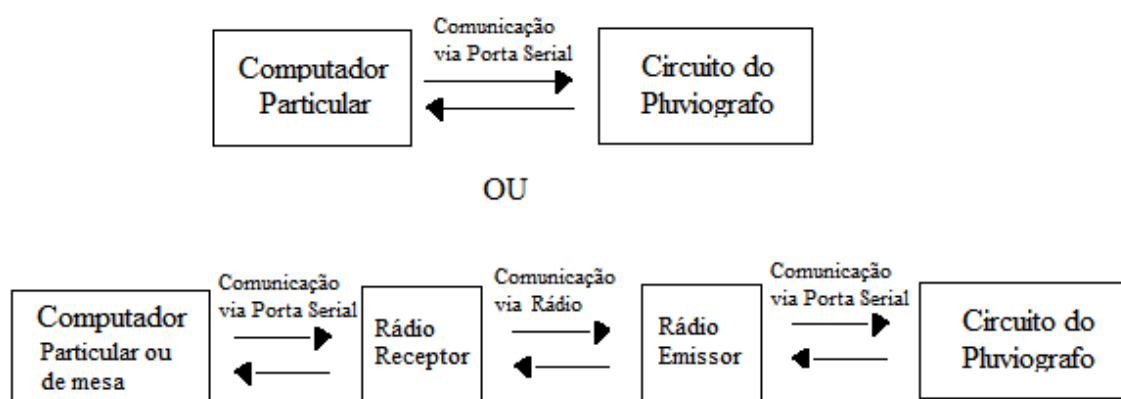 Comunicação
via Porta Serial
Computador
Particular
Circuito do
Pluviografo
OU
Comunicação
via Porta Serial
Comunicação
via Rádio
Comunicação
via Porta Serial
Computador
Particular ou
de mesa
Rádio
Receptor
Rádio
Emissor
Circuito do
Pluviografo